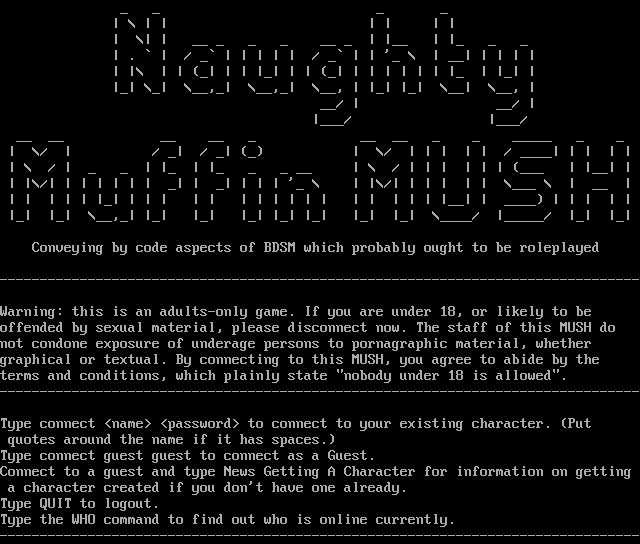 Naughty
Muffin MUSH
Conveying by code aspects of BDSM which probably ought to be roleplayed
Warning: this is an adults-only game. If you are under 18, or likely to be
offended by sexual material, please disconnect now. The staff of this MUSH do
not condone exposure of underage persons to pornagraphic material, whether
graphical or textual. By connecting to this MUSH, you agree to abide by the
terms and conditions, which plainly state "nobody under 18 is allowed".
Type connect <name> <password> to connect to your existing character. (Put
quotes around the name if it has spaces.)
Type connect guest guest to connect as a Guest.
Connect to a guest and type News Getting A Character for information on getting
a character created if you don't have one already.
Type QUIT to logout.
Type the WHO command to find out who is online currently.